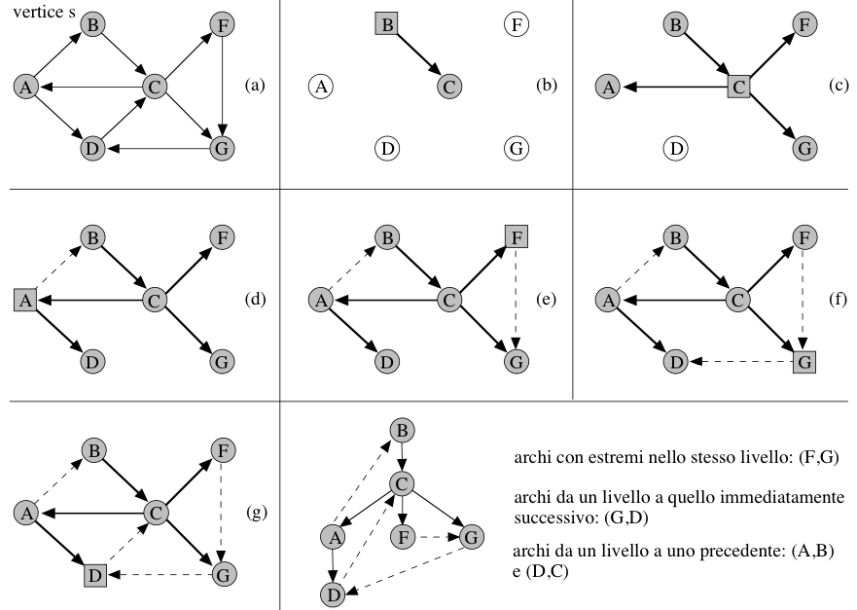 vertice s
B
F
A
C
(a)
D
G
B
F
A
C
(b)
D
G
B
F
A
C
(c)
D
G
B
F
A
C
(d)
D
G
B
F
A
C
(e)
D
G
B
F
A
C
(f)
D
G
B
F
A
C
(g)
D
G
B
C
A
F
G
D
archi con estremi nello stesso livello: (F,G)
archi da un livello a quello immediatamente
successivo: (G,D)
archi da un livello a uno precedente: (A,B)
e (D,C)